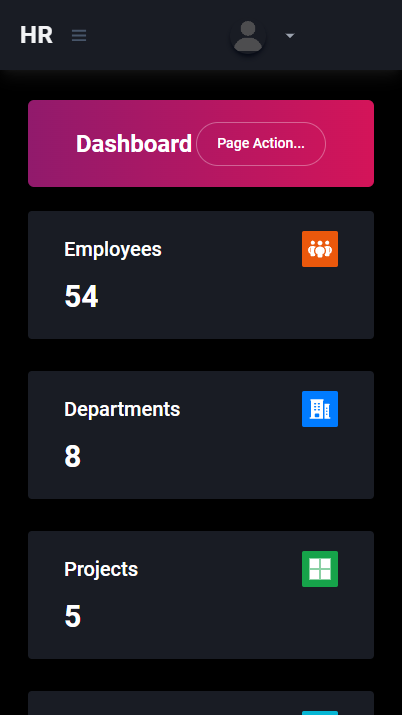 HR
Dashboard Page Action...
Employees
54
Departments
8
Projects
5